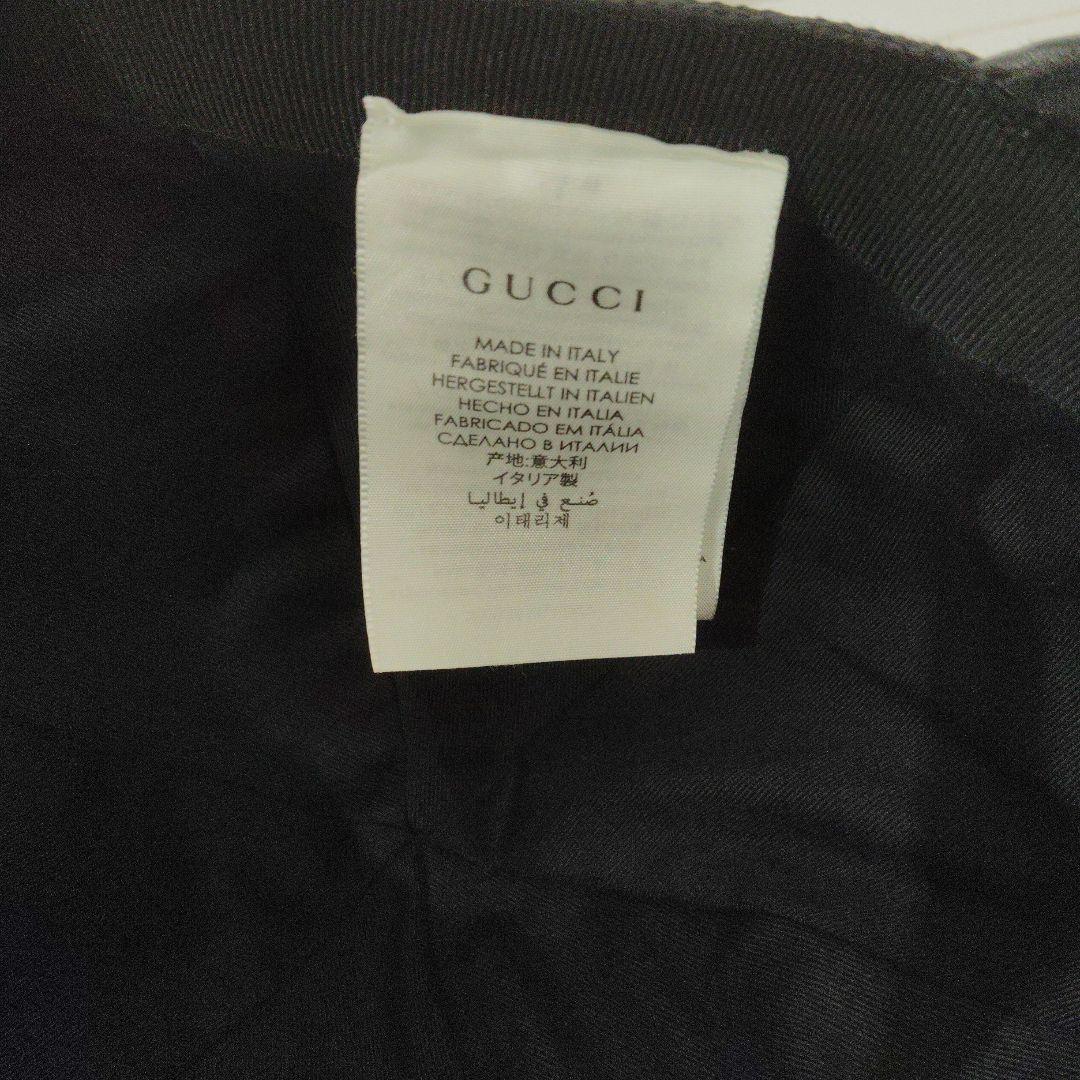 GUCCI
MADE IN ITALY
FABRIQUÉ EN ITALIE
HERGESTELLT IN ITALIEN
HECHO EN ITALIA
FABRICADO EM ITÁLIA
СДЕЛАНО В ИТАЛИИ
产地:意大利
イタリア製
صُنع في إيطاليا
이태리제